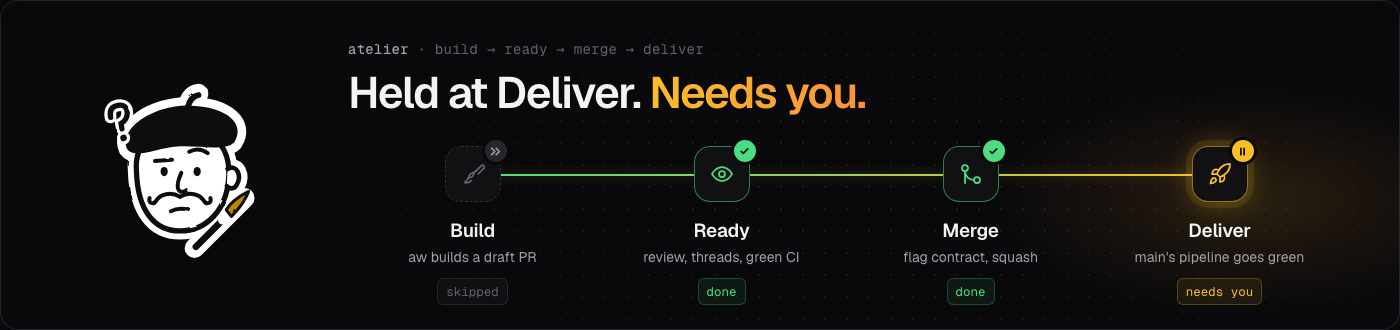 atelier · build → ready → merge → deliver
Held at Deliver. Needs you.
Build
Ready
Merge
Deliver
aw builds a draft PR
review, threads, green CI
flag contract, squash
main's pipeline goes green
skipped
done
done
needs you